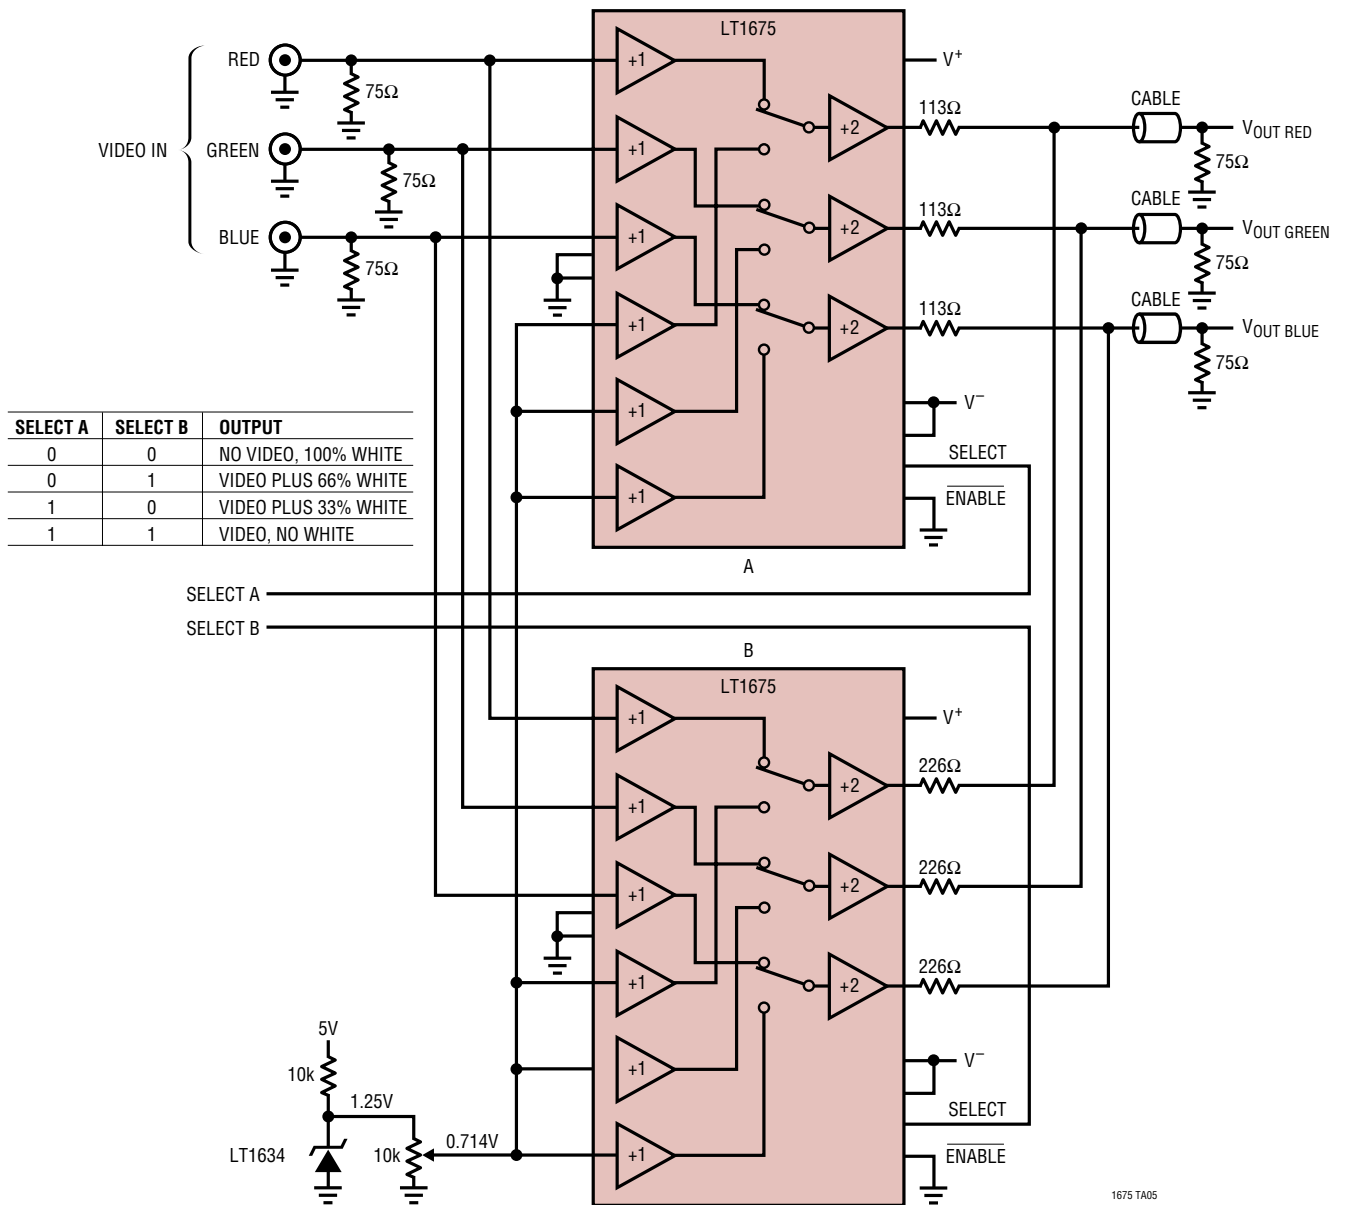 LT1675
RED
75Ω
+1
V+
VIDEO IN
GREEN
75Ω
+1
BLUE
75Ω
+1
+1
+1
+1
+2
+2
+2
113Ω
113Ω
113Ω
CABLE
VOUT RED
75Ω
CABLE
VOUT GREEN
75Ω
CABLE
VOUT BLUE
75Ω
V−
SELECT
ENABLE
A
SELECT A SELECT B OUTPUT
0 0 NO VIDEO, 100% WHITE
0 1 VIDEO PLUS 66% WHITE
1 0 VIDEO PLUS 33% WHITE
1 1 VIDEO, NO WHITE
SELECT A
SELECT B
B
LT1675
+1
+1
+1
+1
+1
+1
+2
+2
+2
V+
226Ω
226Ω
226Ω
V−
SELECT
ENABLE
5V
10k
1.25V
LT1634
10k
0.714V
1675 TA05